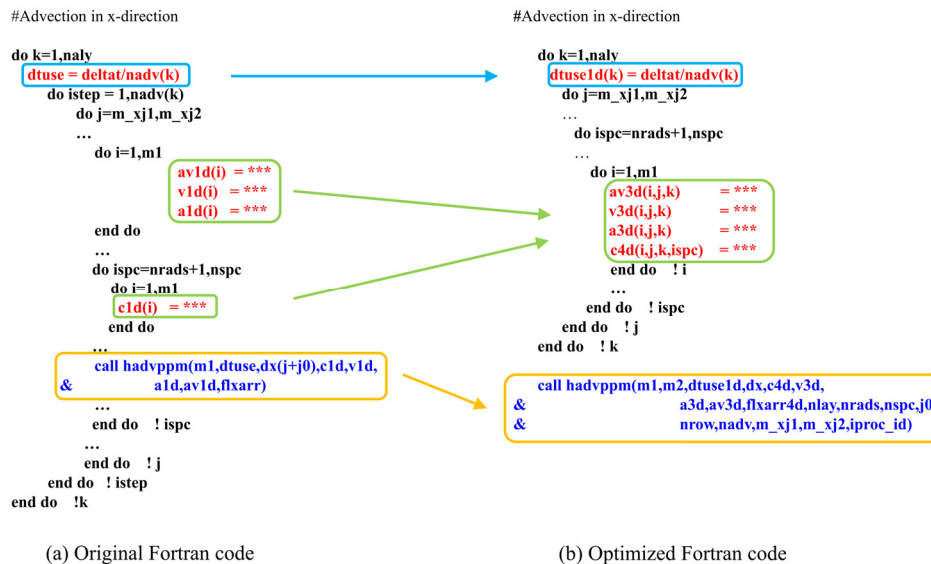 #Advection in x-direction
do k=1,naly
dtuse = deltat/nadv(k)
do istep = 1,nadv(k)
do j=m_xj1,m_xj2
...
do i=1,m1
av1d(i) = ***
v1d(i) = ***
a1d(i) = ***
end do
...
do ispc=nrads+1,nspc
do i=1,m1
c1d(i) = ***
end do
...
call hadvppm(m1,dtuse,dx(j+j0),c1d,v1d,
& a1d,av1d,flxarr)
...
end do ! ispc
...
end do ! j
end do ! istep
end do !k
(a) Original Fortran code
#Advection in x-direction
do k=1,naly
dtuse1d(k) = deltat/nadv(k)
do j=m_xj1,m_xj2
...
do ispc=nrads+1,nspc
...
do i=1,m1
av3d(i,j,k) = ***
v3d(i,j,k) = ***
a3d(i,j,k) = ***
c4d(i,j,k,ispc) = ***
end do ! i
...
end do ! ispc
end do ! j
end do ! k
call hadvppm(m1,m2,dtuse1d,dx,c4d,v3d,
& a3d,av3d,flxarr4d,nlay,nrads,nspc,j0
& nrow,nadv,m_xj1,m_xj2,iproc_id)
(b) Optimized Fortran code